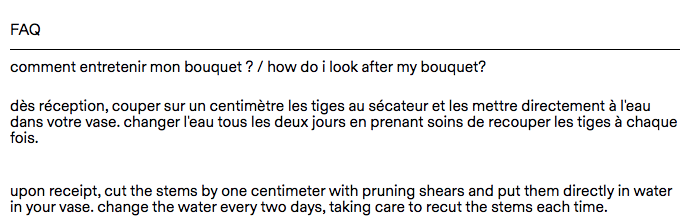 FAQ
comment entretenir mon bouquet ? / how do i look after my bouquet?
dès réception, couper sur un centimètre les tiges au sécateur et les mettre directement à l'eau
dans votre vase. changer l'eau tous les deux jours en prenant soins de recouper les tiges à chaque
fois.
upon receipt, cut the stems by one centimeter with pruning shears and put them directly in water
in your vase. change the water every two days, taking care to recut the stems each time.